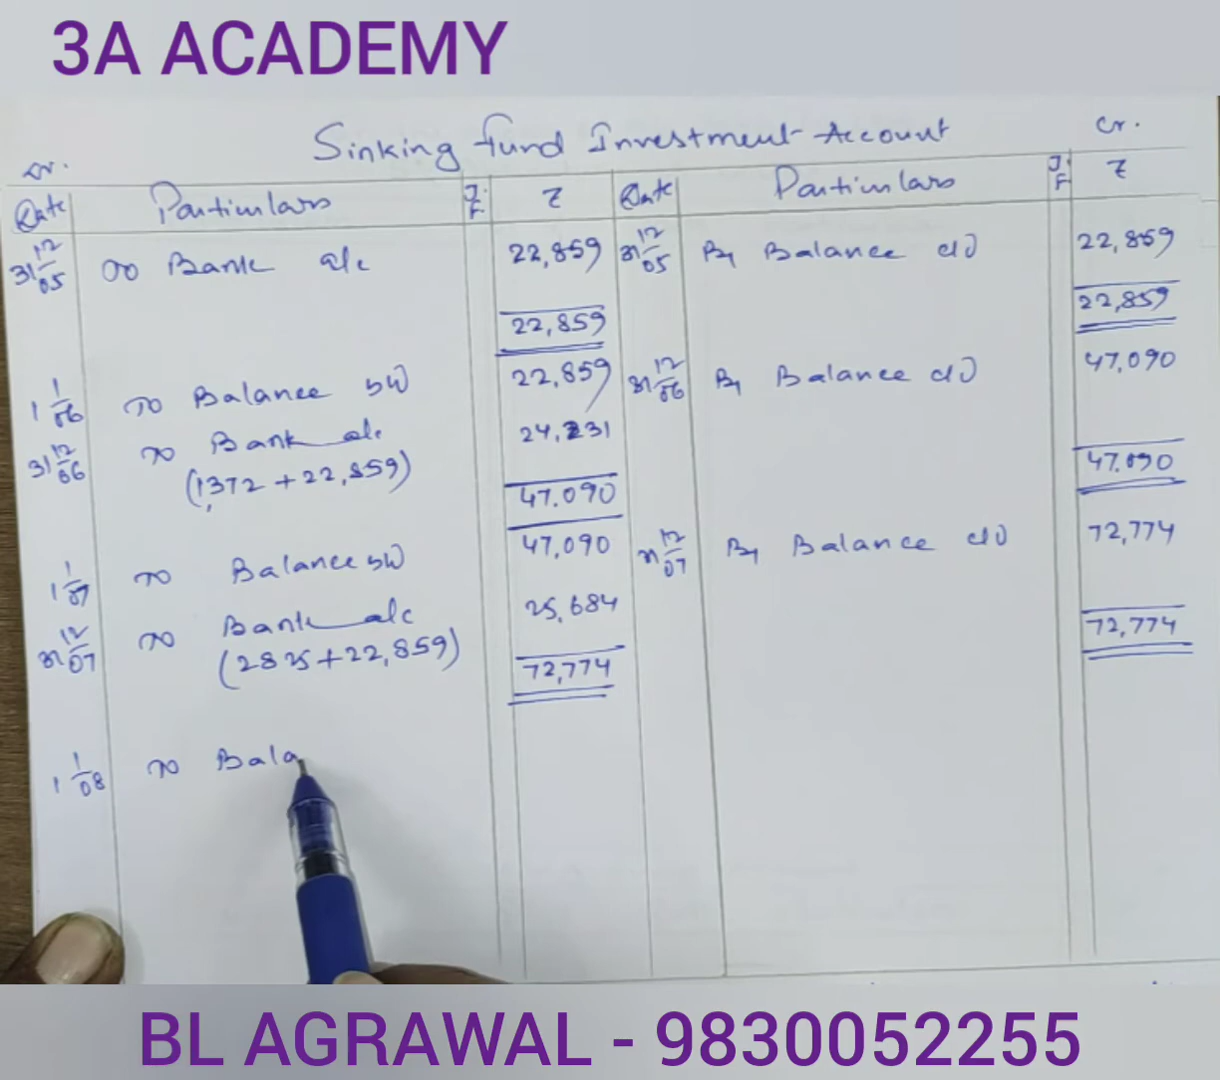 3A ACADEMY
Sinking Fund Investment Account
Dr. Cr.
Date Particulars J.F ₹ Date Particulars J.F ₹
31 12/05 To Bank a/c 22,859 31 12/05 By Balance c/d 22,859
22,859 22,859
1 1/06 To Balance b/d 22,859 31 12/06 By Balance c/d 47,090
31 12/06 To Bank a/c 24,231
(1,372 + 22,859) 47.090 47.090
1 1/07 To Balance b/d 47,090 31 12/07 By Balance c/d 72,774
31 12/07 To Bank a/c 25,684
(2825 + 22,859) 72,774 72,774
1 1/08 To Bala
BL AGRAWAL - 9830052255